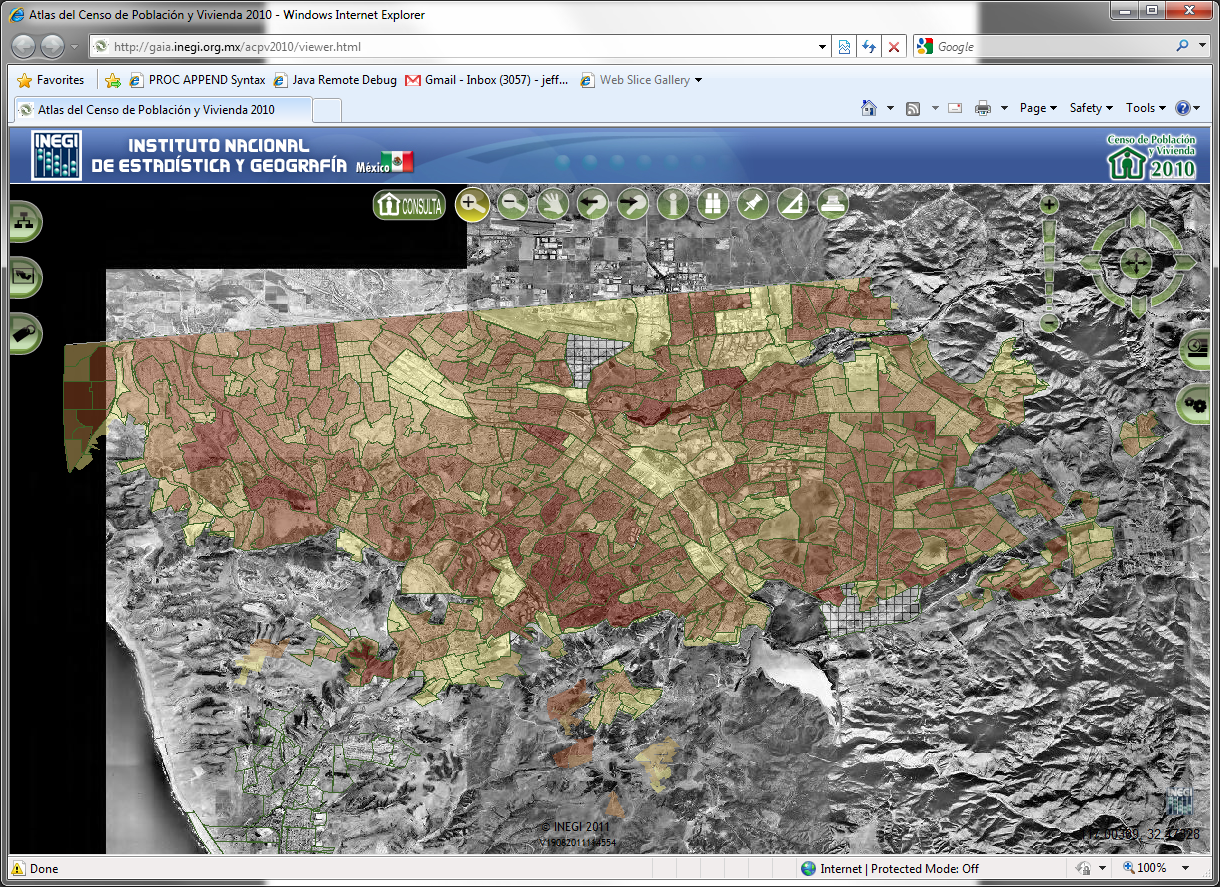 Atlas del Censo de Población y Vivienda 2010 - Windows Internet Explorer
http://gaia.inegi.org.mx/acpv2010/viewer.html
Google
Favorites
PROC APPEND Syntax
Java Remote Debug
Gmail - Inbox (3057) - jeff...
Web Slice Gallery
Atlas del Censo de Población y Vivienda 2010
Page
Safety
Tools
INEGI
INSTITUTO NACIONAL
DE ESTADÍSTICA Y GEOGRAFÍA
México
Censo de Población
y Vivienda
2010
CONSULTA
INEGI
© INEGI 2011
Done
Internet | Protected Mode: Off
100%